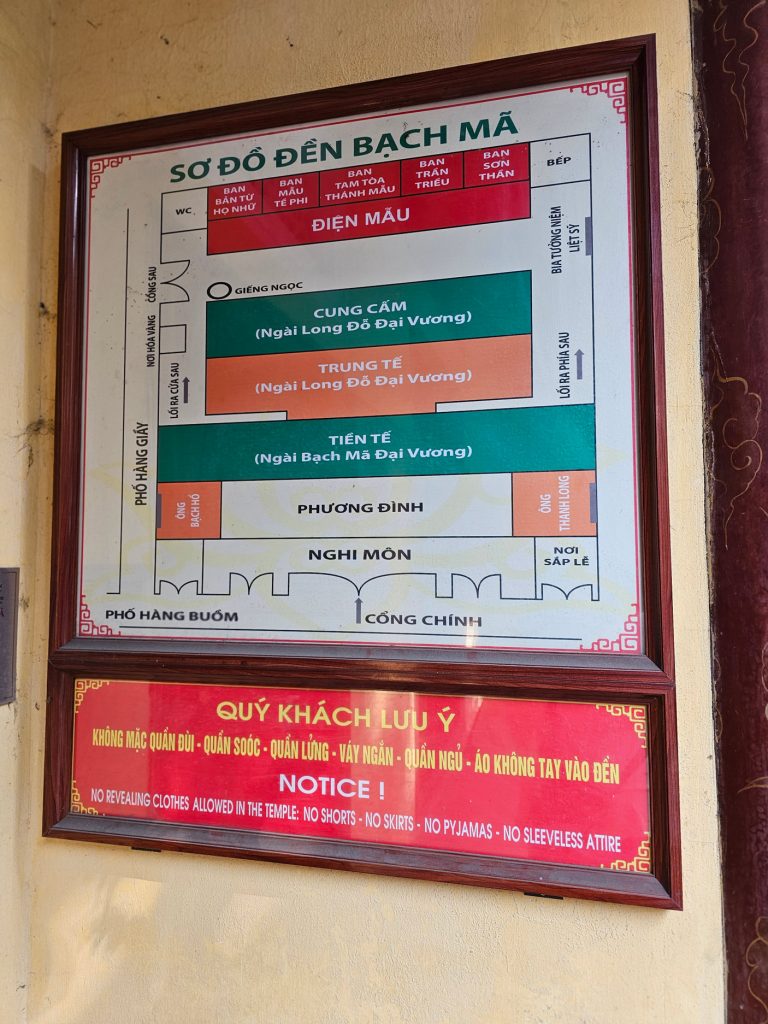 SƠ ĐỒ ĐỀN BẠCH MÃ
WC
BAN
BẢN TỪ
HỌ NHỮ
BAN
MẪU
TẾ PHI
BAN
TAM TÒA
THÁNH MẪU
BAN
TRẦN
TRIỀU
BAN
SƠN
THẦN
BẾP
ĐIỆN MẪU
BIA TƯỞNG NIỆM
LIỆT SỸ
CỔNG SAU
GIẾNG NGỌC
CUNG CẤM
(Ngài Long Đỗ Đại Vương)
NƠI HÓA VÀNG
TRUNG TẾ
(Ngài Long Đỗ Đại Vương)
LỐI RA CỬA SAU
LỐI RA PHÍA SAU
TIỀN TẾ
(Ngài Bạch Mã Đại Vương)
PHỐ HÀNG GIẦY
ÔNG
BẠCH HỔ
PHƯƠNG ĐÌNH
ÔNG
THANH LONG
NGHI MÔN
NƠI
SẮP LỄ
PHỐ HÀNG BUỒM
CỔNG CHÍNH
QUÝ KHÁCH LƯU Ý
KHÔNG MẶC QUẦN ĐÙI - QUẦN SOÓC - QUẦN LỬNG - VÁY NGẮN - QUẦN NGỦ - ÁO KHÔNG TAY VÀO ĐỀN
NOTICE !
NO REVEALING CLOTHES ALLOWED IN THE TEMPLE: NO SHORTS - NO SKIRTS - NO PYJAMAS - NO SLEEVELESS ATTIRE